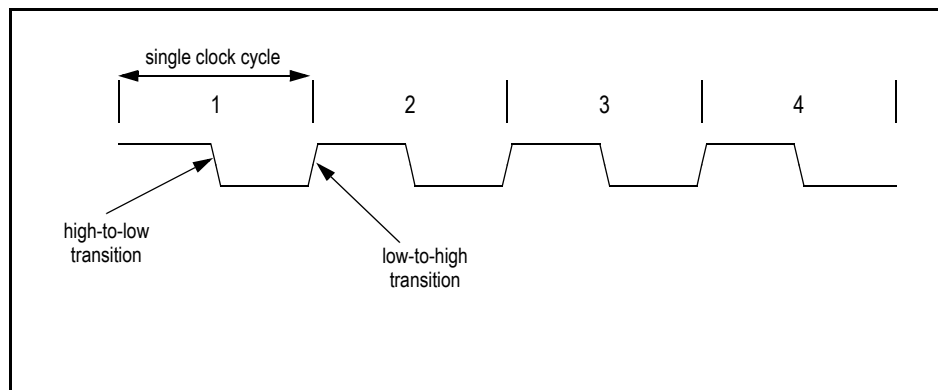 single clock cycle
1 2 3 4
high-to-low
transition
low-to-high
transition